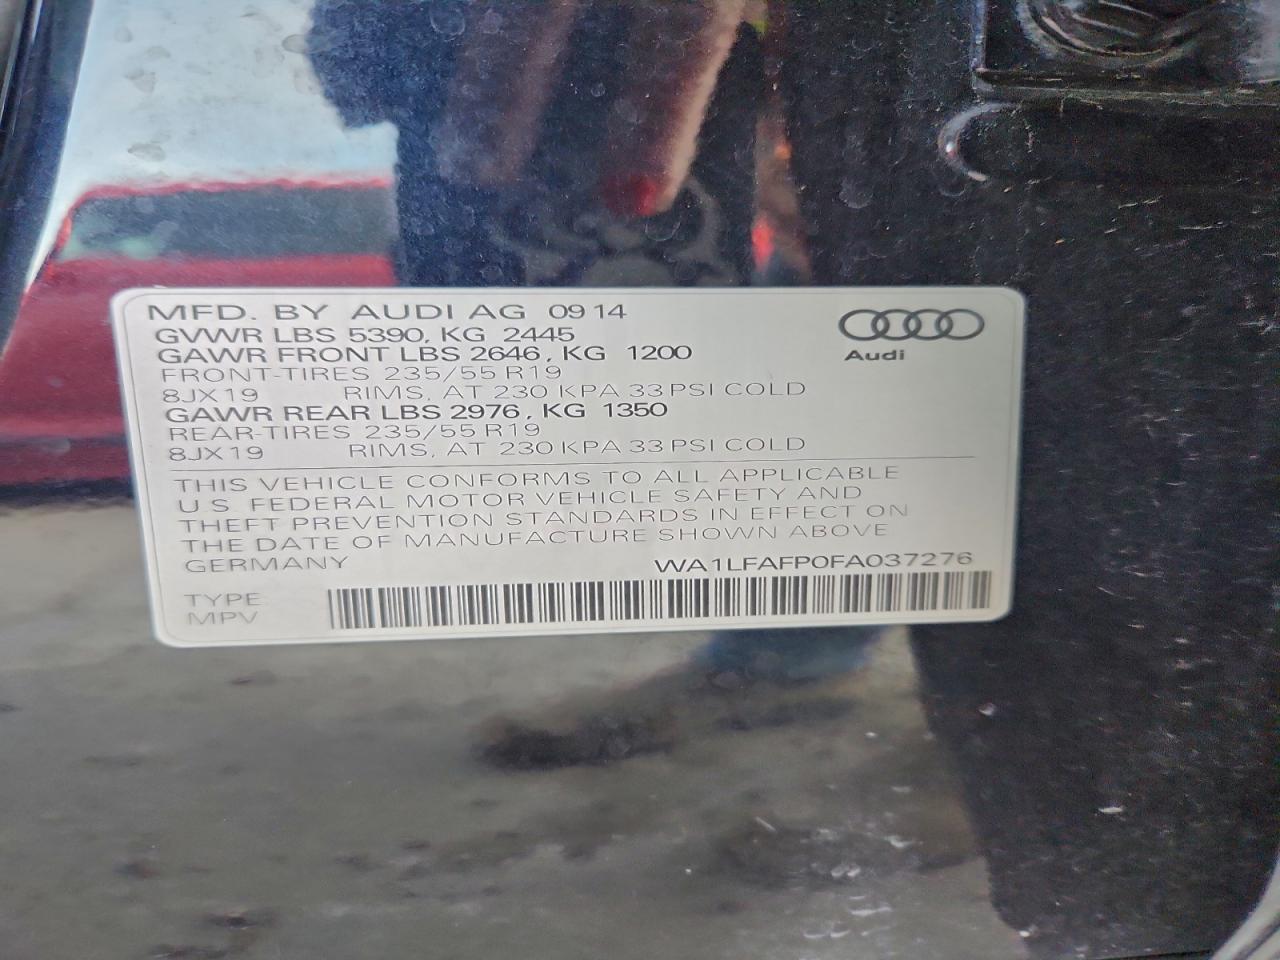 MFD. BY AUDI AG 09 14
GVWR LBS 5390, KG 2445
GAWR FRONT LBS 2646, KG 1200
FRONT-TIRES 235/55 R19
8JX19 RIMS, AT 230 KPA 33 PSI COLD
GAWR REAR LBS 2976, KG 1350
REAR-TIRES 235/55 R19
8JX19 RIMS, AT 230 KPA 33 PSI COLD
Audi
THIS VEHICLE CONFORMS TO ALL APPLICABLE
U.S. FEDERAL MOTOR VEHICLE SAFETY AND
THEFT PREVENTION STANDARDS IN EFFECT ON
THE DATE OF MANUFACTURE SHOWN ABOVE
GERMANY WA1LFAFP0FA037276
TYPE
MPV